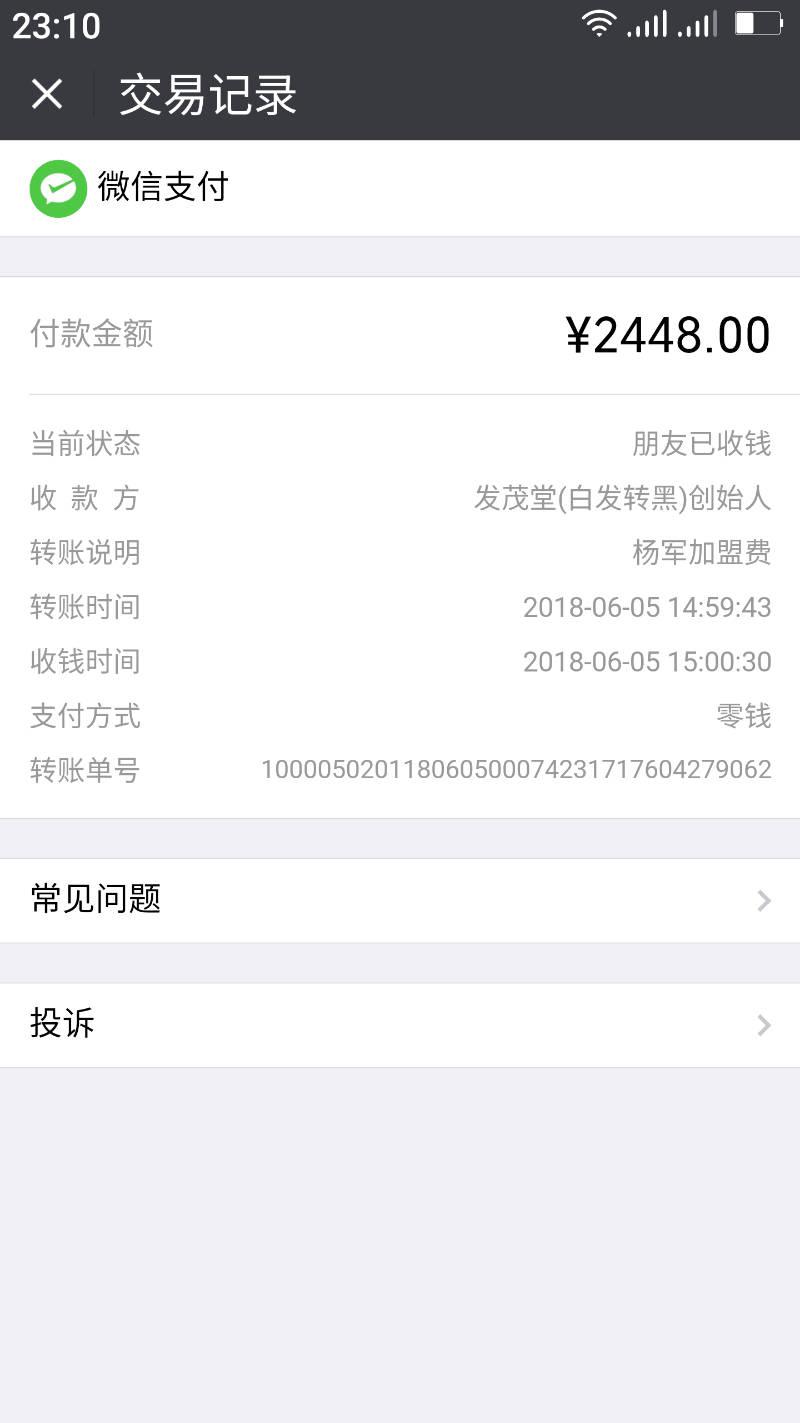 23:10
交易记录
微信支付
付款金额 ¥2448.00
当前状态 朋友已收钱
收款方 发茂堂(白发转黑)创始人
转账说明 杨军加盟费
转账时间 2018-06-05 14:59:43
收钱时间 2018-06-05 15:00:30
支付方式 零钱
转账单号 100005020118060500074231717604279062
常见问题
投诉